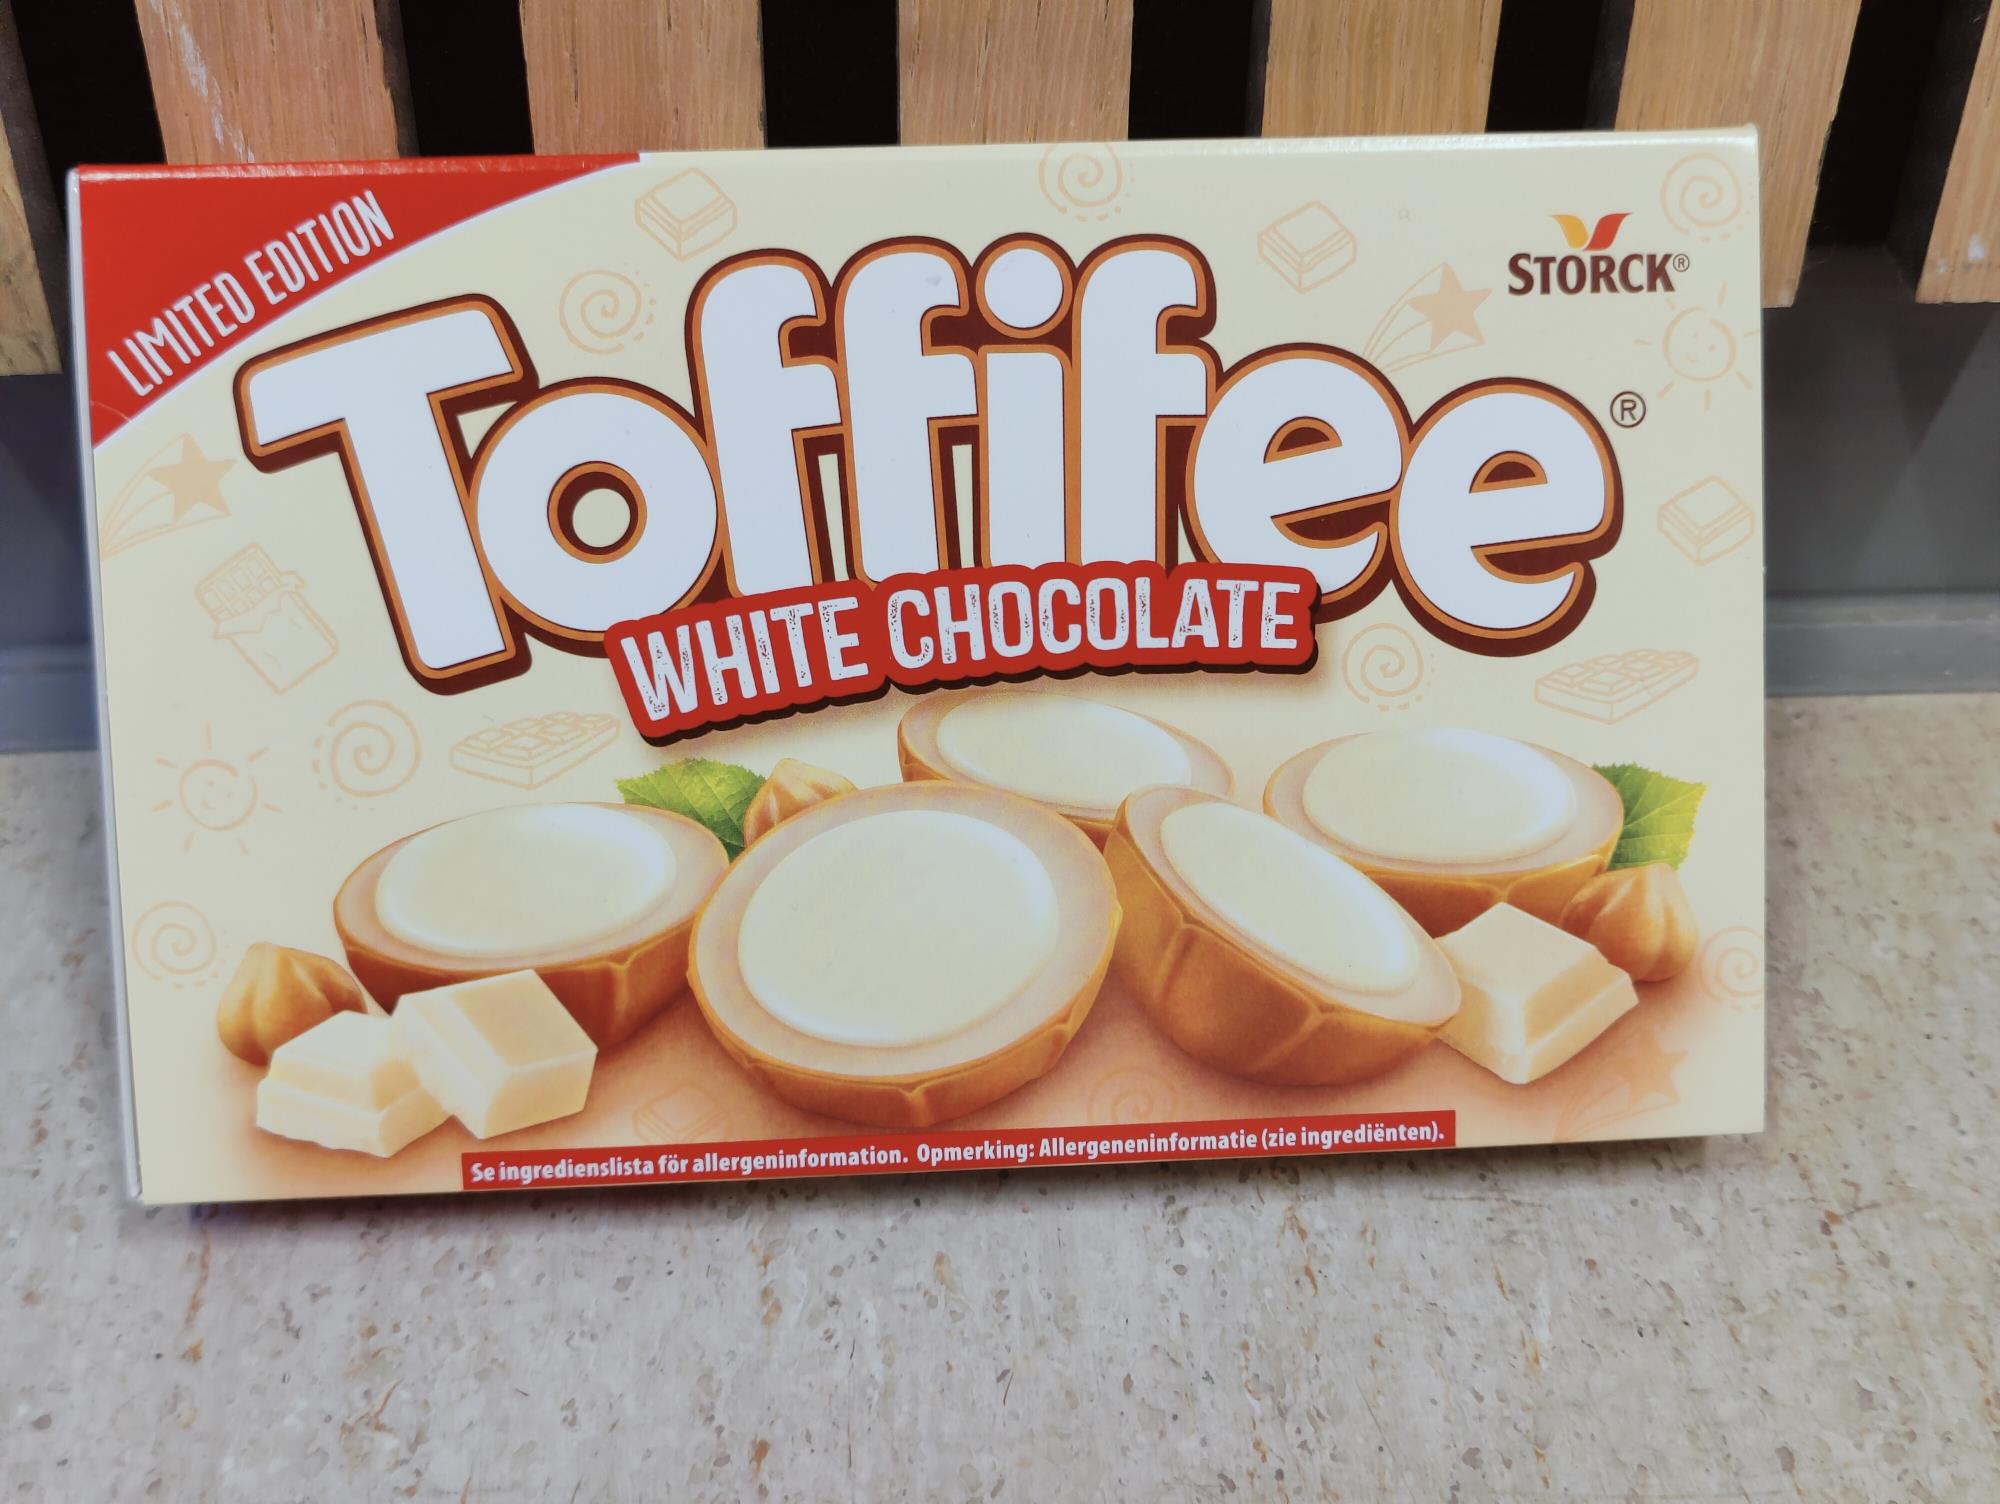 LIMITED EDITION
STORCK®
Toffifee®
WHITE CHOCOLATE
Se ingredienslista för allergeninformation. Opmerking: Allergeneninformatie (zie ingrediënten).